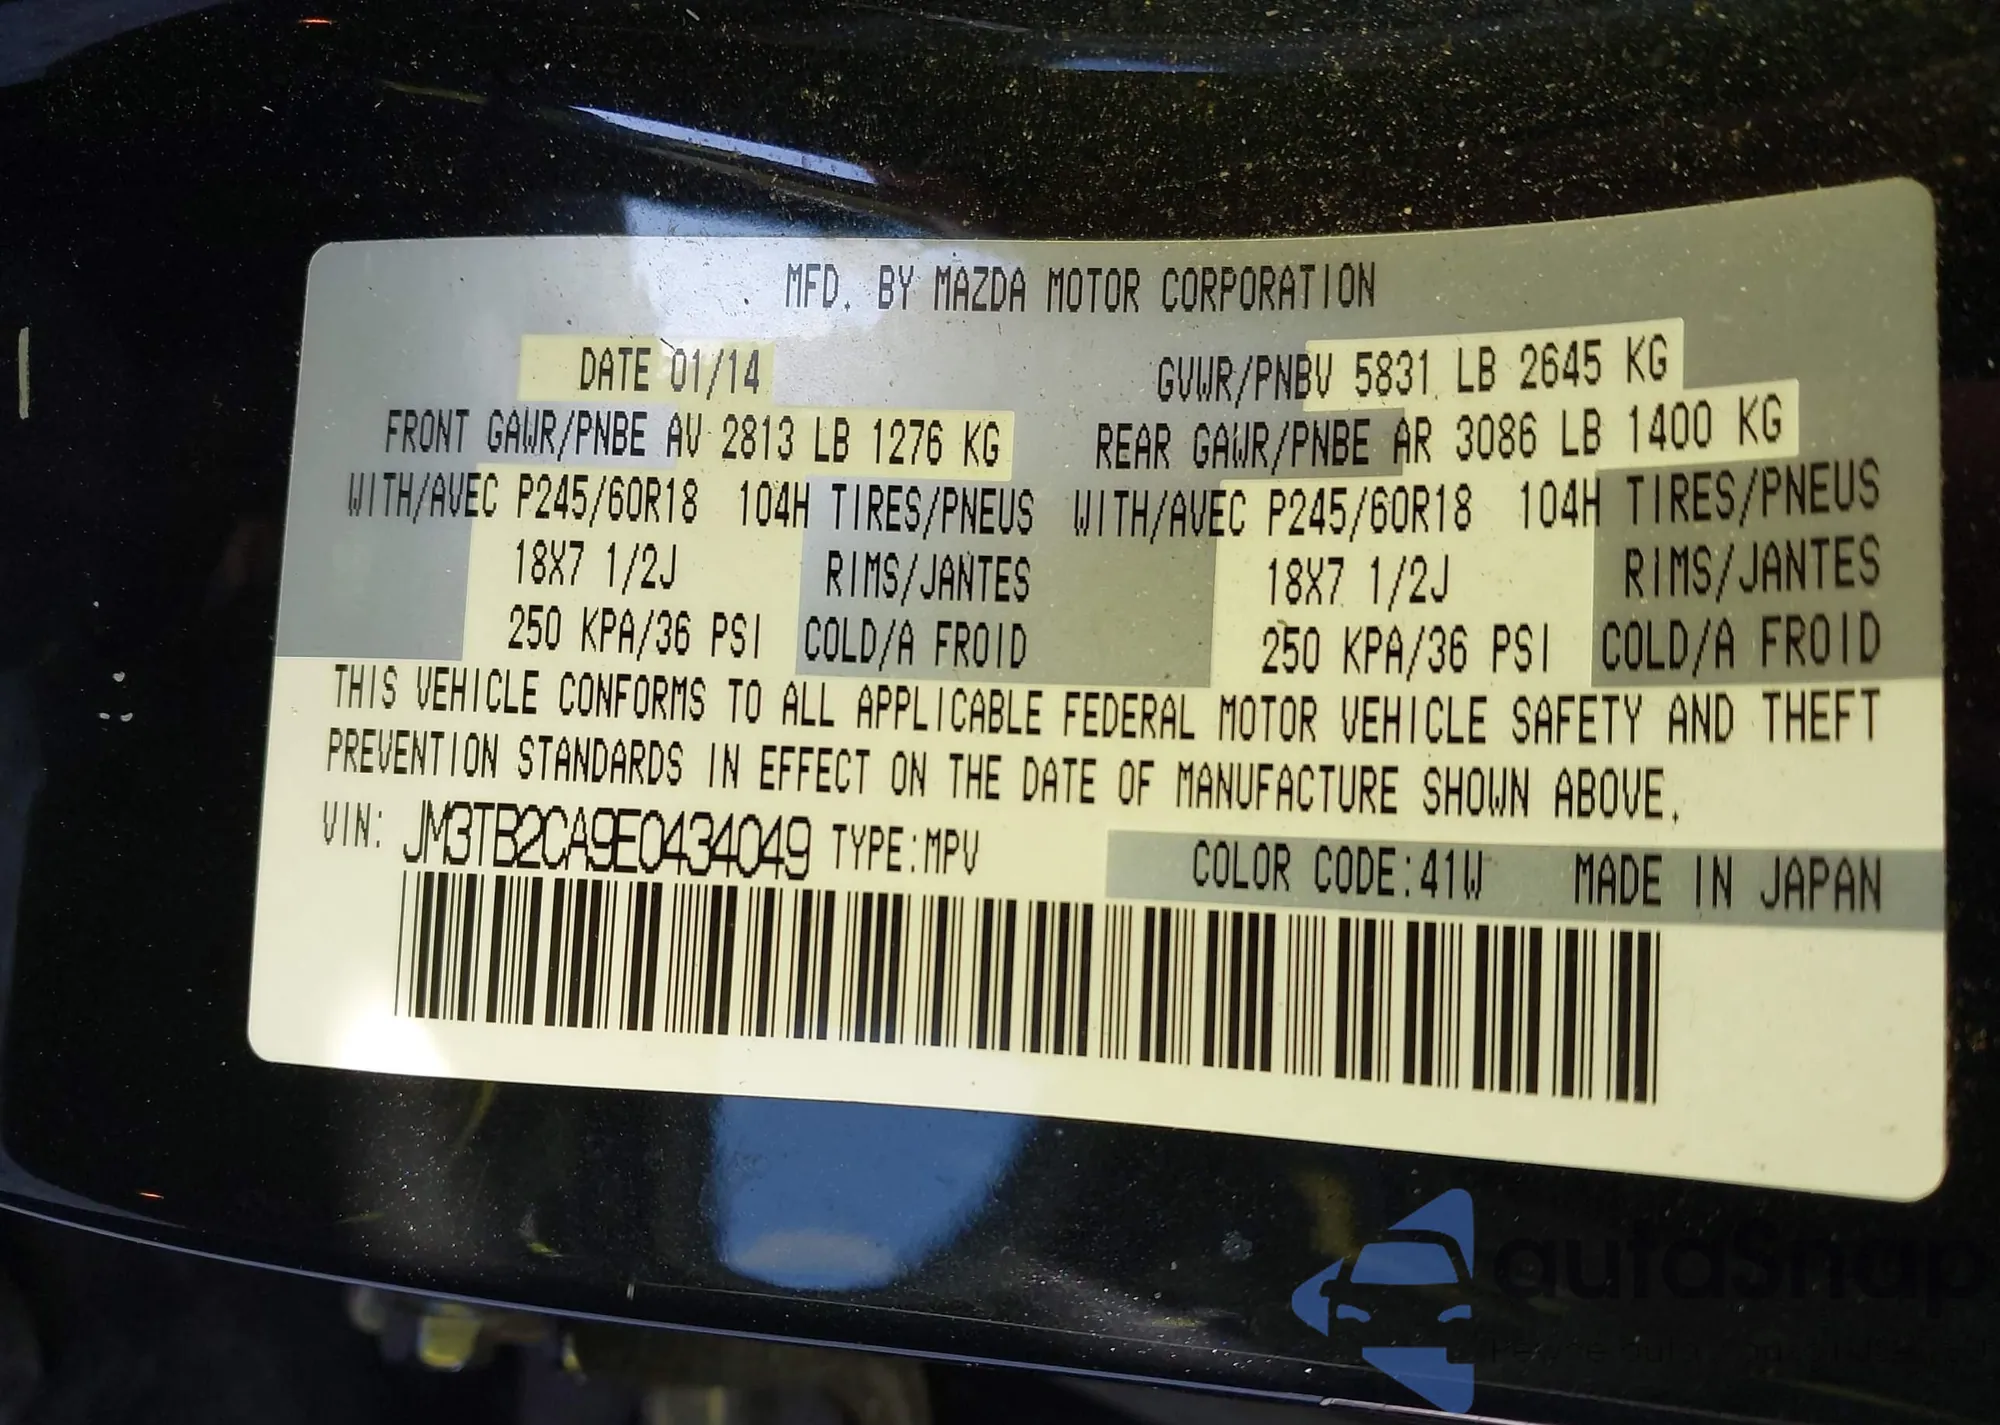 MFD. BY MAZDA MOTOR CORPORATION
DATE 01/14 GVWR/PNBV 5831 LB 2645 KG
FRONT GAWR/PNBE AV 2813 LB 1276 KG REAR GAWR/PNBE AR 3086 LB 1400 KG
WITH/AVEC P245/60R18 104H TIRES/PNEUS WITH/AVEC P245/60R18 104H TIRES/PNEUS
18X7 1/2J RIMS/JANTES 18X7 1/2J RIMS/JANTES
250 KPA/36 PSI COLD/A FROID 250 KPA/36 PSI COLD/A FROID
THIS VEHICLE CONFORMS TO ALL APPLICABLE FEDERAL MOTOR VEHICLE SAFETY AND THEFT
PREVENTION STANDARDS IN EFFECT ON THE DATE OF MANUFACTURE SHOWN ABOVE.
VIN: JM3TB2CA9E0434049 TYPE:MPV COLOR CODE:41W MADE IN JAPAN
autoSnap